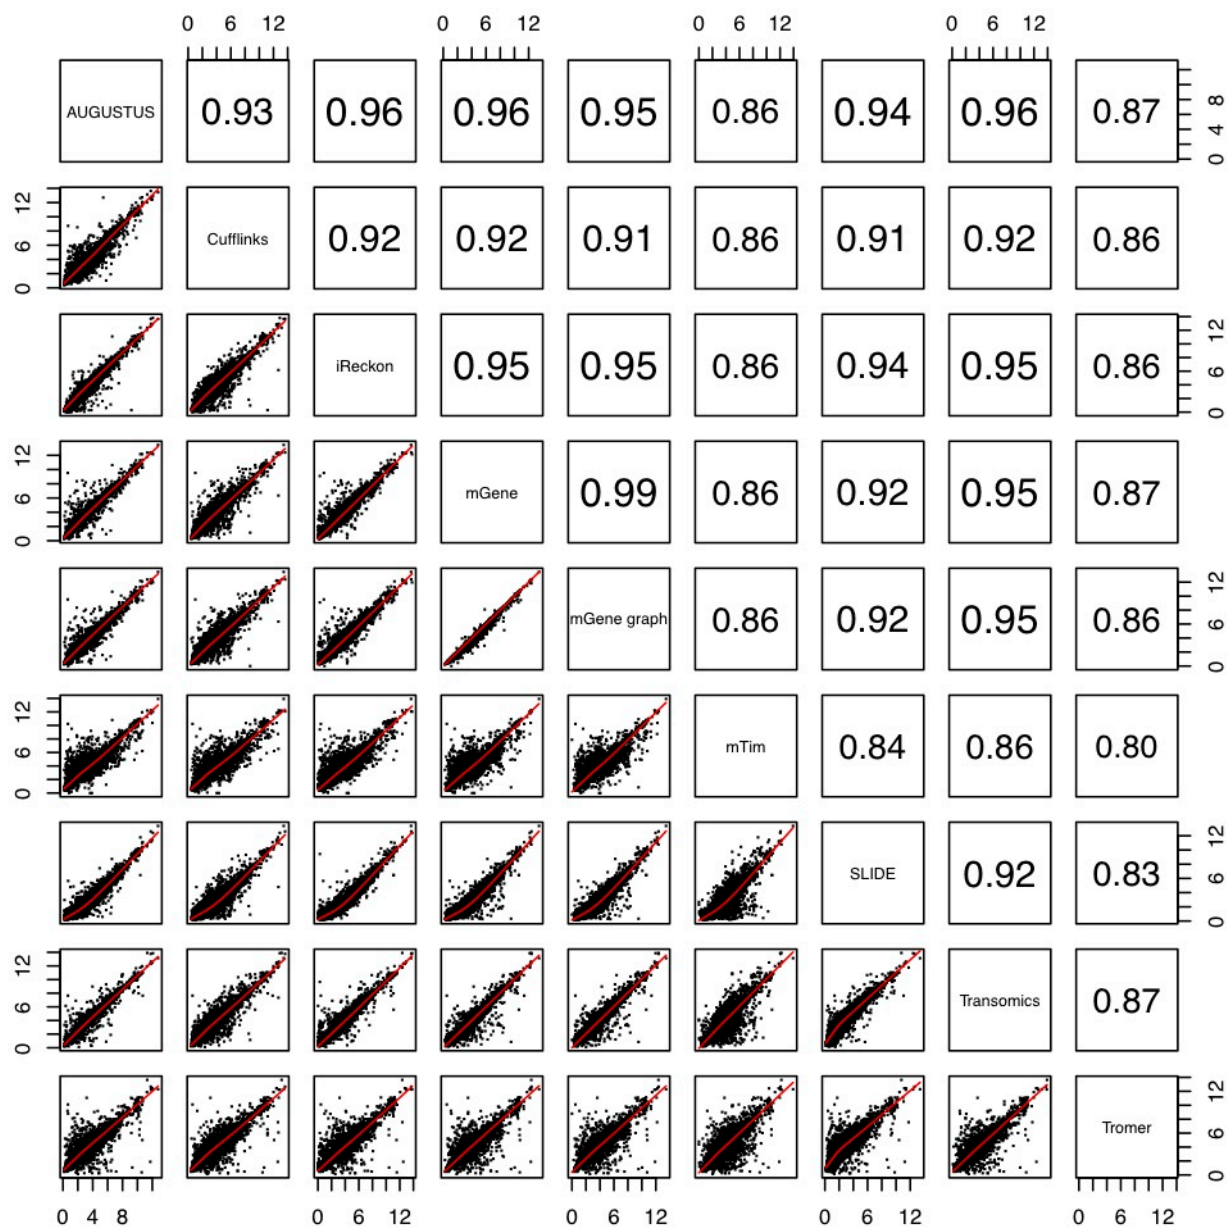 0 6 12 0 6 12 0 6 12 0 6 12
AUGUSTUS 0.93 0.96 0.96 0.95 0.86 0.94 0.96 0.87 0 4 8
0 6 12 Cufflinks 0.92 0.92 0.91 0.86 0.91 0.92 0.86
iReckon 0.95 0.95 0.86 0.94 0.95 0.86 0 6 12
0 6 12 mGene 0.99 0.86 0.92 0.95 0.87
mGene graph 0.86 0.92 0.95 0.86 0 6 12
0 6 12 mTim 0.84 0.86 0.80
SLIDE 0.92 0.83 0 6 12
0 6 12 Transomics 0.87
Tromer 0 6 12
0 4 8 0 6 12 0 6 12 0 6 12 0 6 12